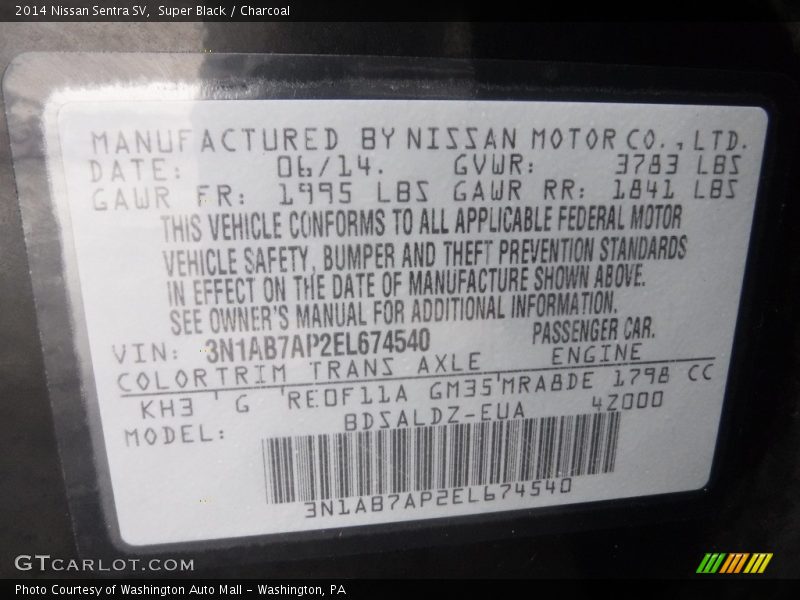 2014 Nissan Sentra SV,  Super Black / Charcoal
MANUFACTURED BY NISSAN MOTOR CO., LTD.
DATE: 06/14. GVWR: 3783 LBS
GAWR FR: 1995 LBS GAWR RR: 1841 LBS
THIS VEHICLE CONFORMS TO ALL APPLICABLE FEDERAL MOTOR
VEHICLE SAFETY, BUMPER AND THEFT PREVENTION STANDARDS
IN EFFECT ON THE DATE OF MANUFACTURE SHOWN ABOVE.
SEE OWNER'S MANUAL FOR ADDITIONAL INFORMATION.
VIN: 3N1AB7AP2EL674540 PASSENGER CAR.
COLOR TRIM TRANS AXLE ENGINE
KH3 ' G ' RE0F11A GM35 ' MRA8DE 1798 CC
MODEL: BDSALDZ-EUA 4Z000
3N1AB7AP2EL674540
GTCARLOT.COM
Photo Courtesy of Washington Auto Mall - Washington, PA